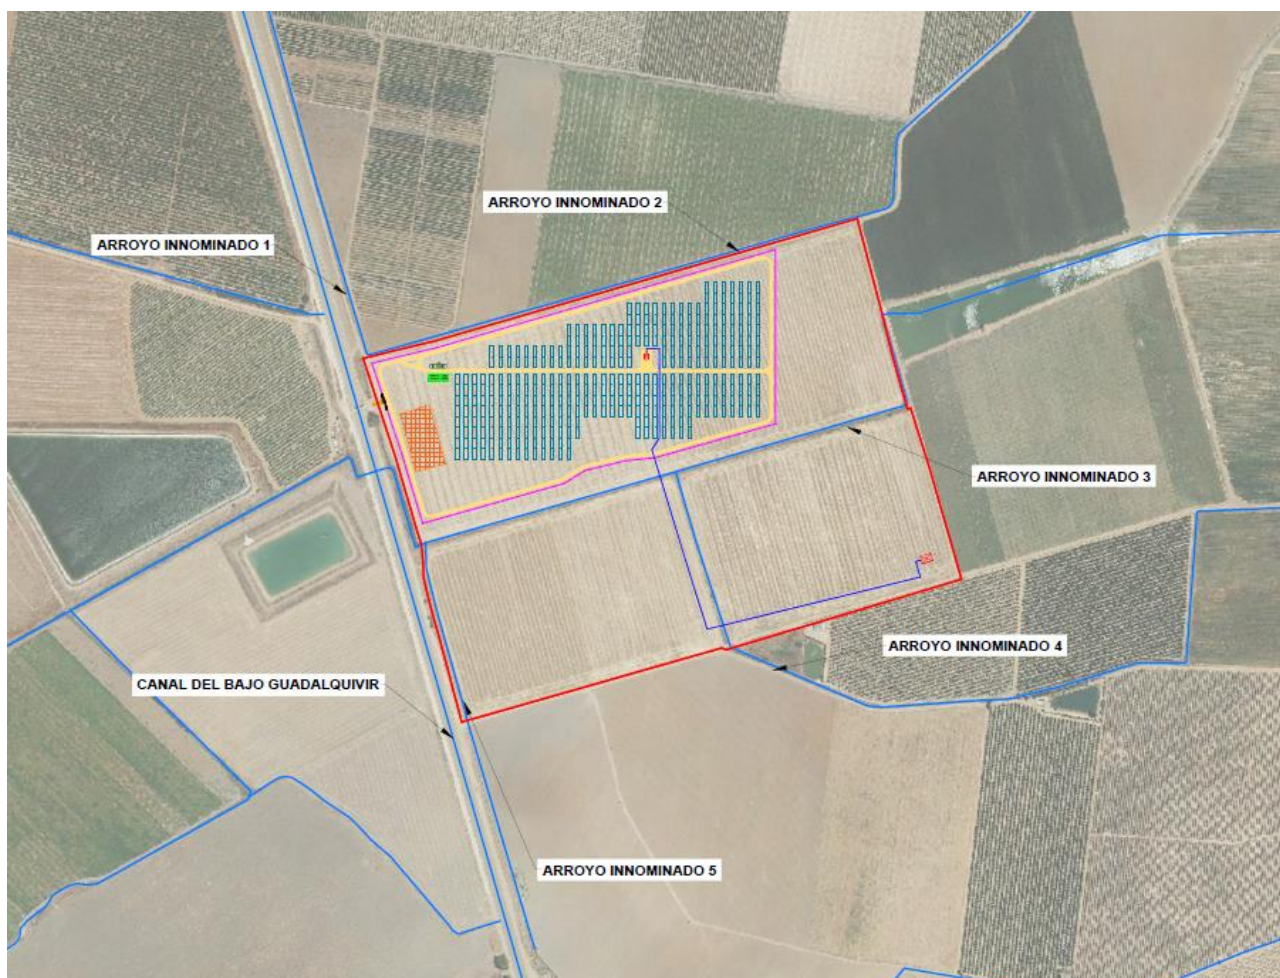 ARROYO INNOMINADO 2
ARROYO INNOMINADO 1
ARROYO INNOMINADO 3
ARROYO INNOMINADO 4
CANAL DEL BAJO GUADALQUIVIR
ARROYO INNOMINADO 5